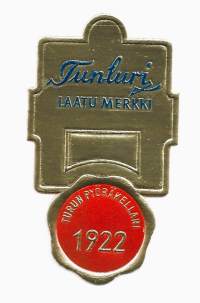 Tunturi
LAATU MERKKI
TURUN PYÖRÄKELLARI
1922